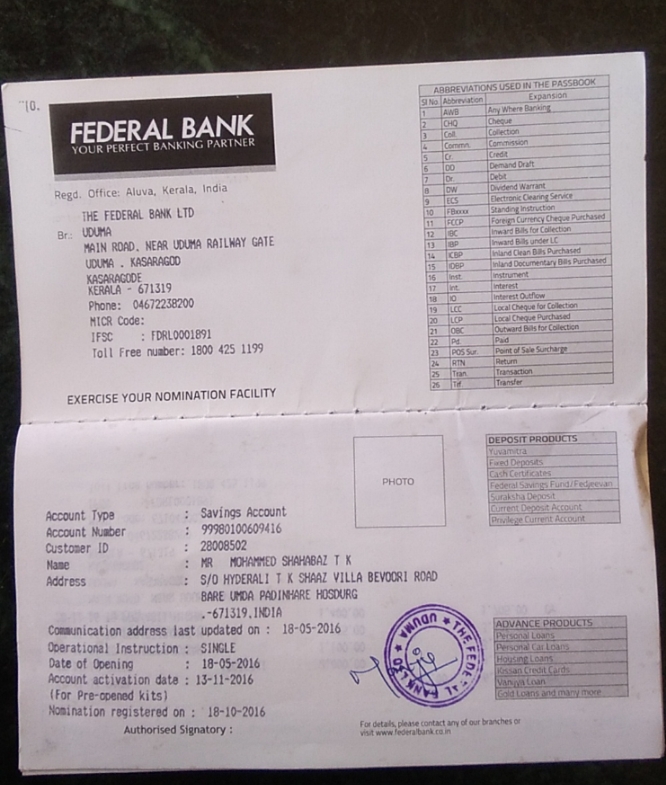 10.
FEDERAL BANK
YOUR PERFECT BANKING PARTNER
Regd. Office: Aluva, Kerala, India
THE FEDERAL BANK LTD
Br.: UDUMA
MAIN ROAD, NEAR UDUMA RAILWAY GATE
UDUMA . KASARAGOD
KASARAGODE
KERALA - 671319
Phone: 04672238200
MICR Code:
IFSC : FDRL0001891
Toll Free number: 1800 425 1199
EXERCISE YOUR NOMINATION FACILITY
ABBREVIATIONS USED IN THE PASSBOOK
Sl No. Abbreviation Expansion
1 AWB Any Where Banking
2 CHQ Cheque
3 Coll. Collection
4 Commn. Commission
5 Cr. Credit
6 DD Demand Draft
7 Dr. Debit
8 DW Dividend Warrant
9 ECS Electronic Clearing Service
10 FBxxxx Standing Instruction
11 FCCP Foreign Currency Cheque Purchased
12 IBC Inward Bills for Collection
13 IBP Inward Bills under LC
14 ICBP Inland Clean Bills Purchased
15 IDBP Inland Documentary Bills Purchased
16 Inst. Instrument
17 Int. Interest
18 IO Interest Outflow
19 LCC Local Cheque for Collection
20 LCP Local Cheque Purchased
21 OBC Outward Bills for Collection
22 Pd. Paid
23 POS Sur. Point of Sale Surcharge
24 RTN Return
25 Tran. Transaction
26 Trf. Transfer
PHOTO
DEPOSIT PRODUCTS
Yuvamitra
Fixed Deposits
Cash Certificates
Federal Savings Fund/Fedjeevan
Suraksha Deposit
Current Deposit Account
Privilege Current Account
Account Type : Savings Account
Account Number : 99980100609416
Customer ID : 28008502
Name : MR MOHAMMED SHAHABAZ T K
Address : S/O HYDERALI T K SHAAZ VILLA BEVOORI ROAD
BARE UMDA PADINHARE HOSDURG
.-671319,INDIA
Communication address last updated on : 18-05-2016
Operational Instruction : SINGLE
Date of Opening : 18-05-2016
Account activation date : 13-11-2016
(For Pre-opened kits)
Nomination registered on : 18-10-2016
Authorised Signatory :
THE FEDERAL BANK LTD
UDUMA
ADVANCE PRODUCTS
Personal Loans
Personal Car Loans
Housing Loans
Kissan Credit Cards
Vanijya Loan
Gold Loans and many more
For details, please contact any of our branches or
visit www.federalbank.co.in